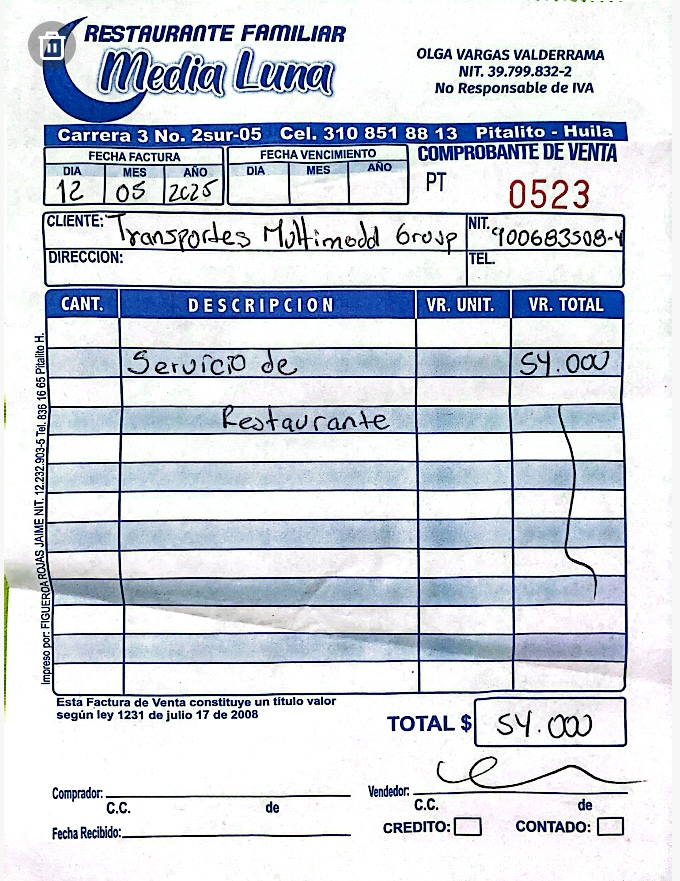 RESTAURANTE FAMILIAR
Media Luna
OLGA VARGAS VALDERRAMA
NIT. 39.799.832-2
No Responsable de IVA
Carrera 3 No. 2sur-05 Cel. 310 851 88 13 Pitalito - Huila
FECHA FACTURA
DIA MES AÑO
12 05 2025
FECHA VENCIMIENTO
DIA MES AÑO
COMPROBANTE DE VENTA
PT 0523
CLIENTE: Transportes Multimodd Group NIT. 900683508-4
DIRECCION: TEL.
CANT. DESCRIPCION VR. UNIT. VR. TOTAL
Servicio de 54.000
Restaurante
Impreso por: FIGUEROA ROJAS JAIME NIT. 12.232.903-5 Tel. 836 16 65 Pitalito H.
Esta Factura de Venta constituye un titulo valor
según ley 1231 de julio 17 de 2008
TOTAL $ 54.000
Comprador: Vendedor:
C.C. de C.C. de
Fecha Recibido: CREDITO: CONTADO: